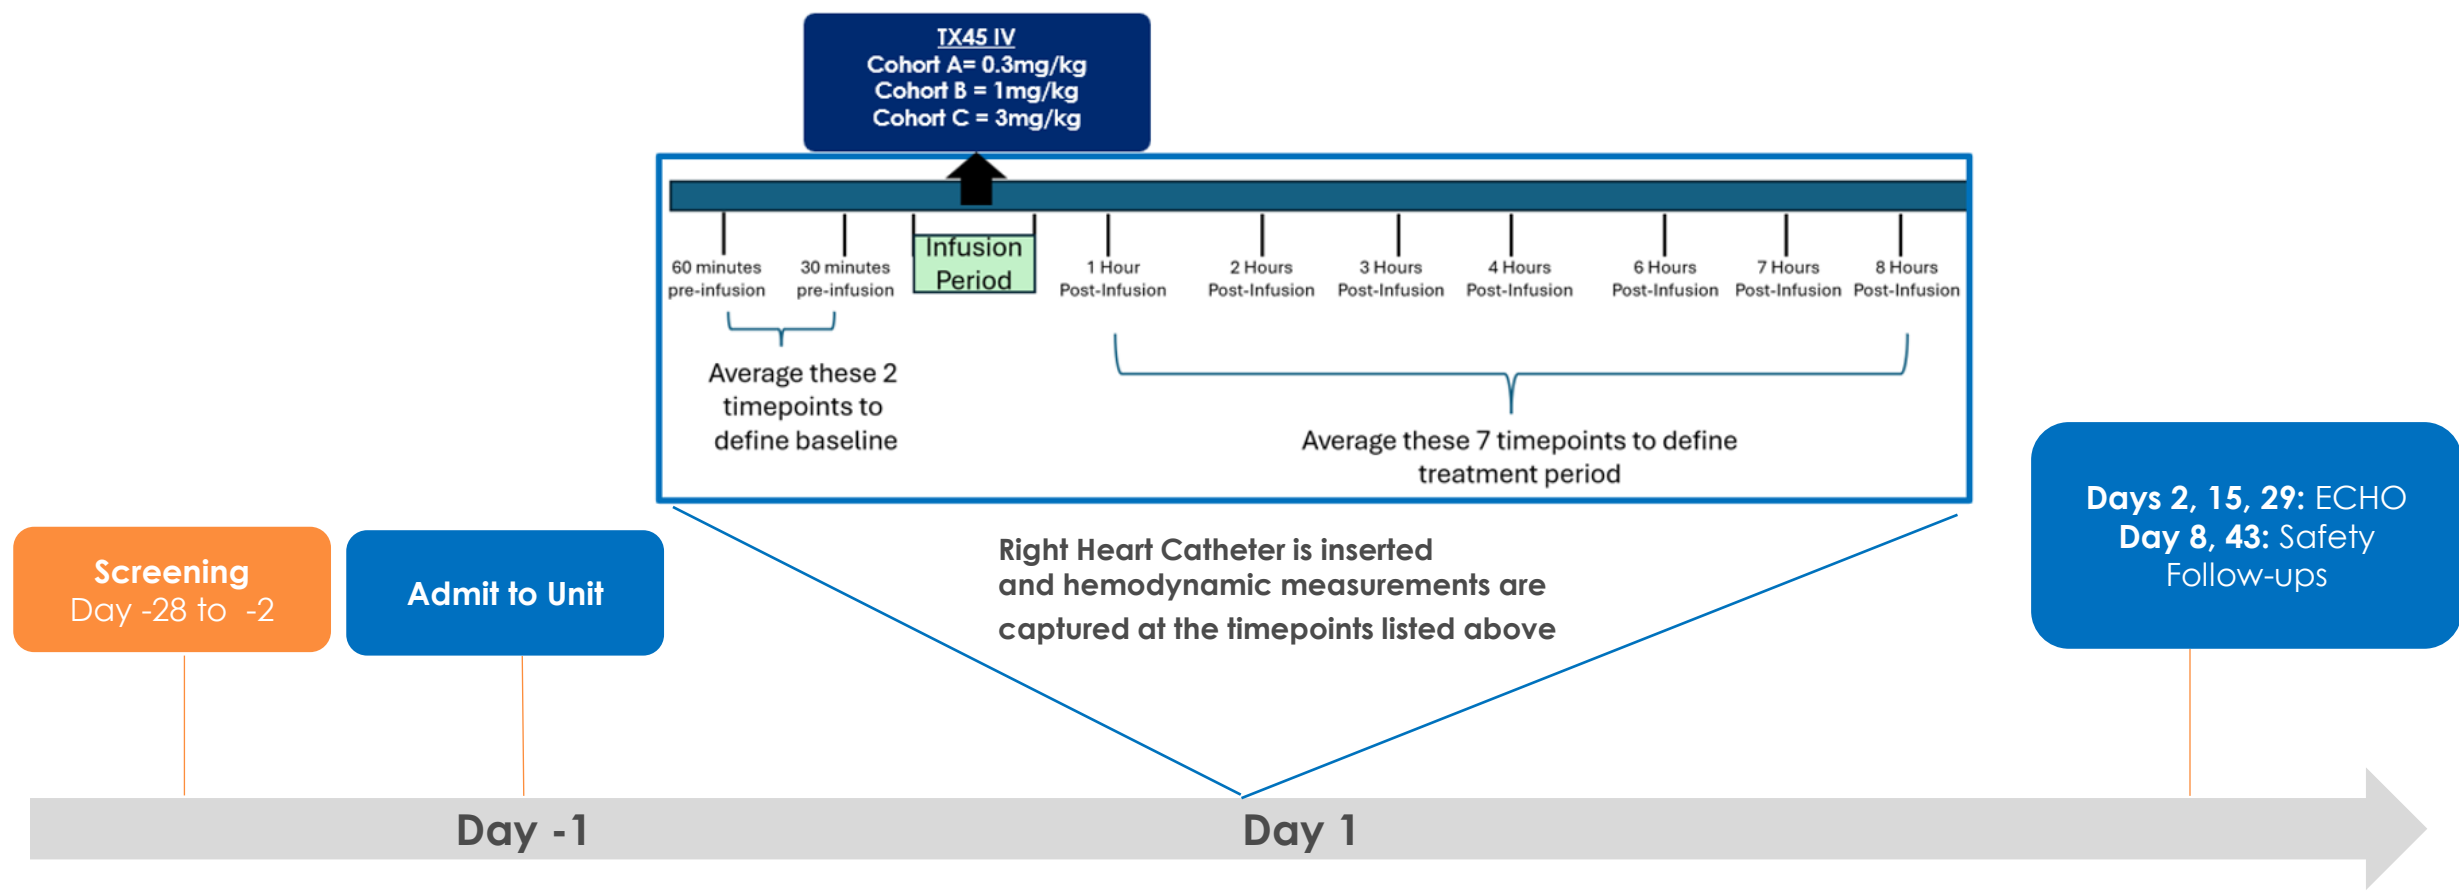 TX45 IV
Cohort A= 0.3mg/kg
Cohort B = 1mg/kg
Cohort C = 3mg/kg
60 minutes
pre-infusion
30 minutes
pre-infusion
Infusion
Period
1 Hour
Post-Infusion
2 Hours
Post-Infusion
3 Hours
Post-Infusion
4 Hours
Post-Infusion
6 Hours
Post-Infusion
7 Hours
Post-Infusion
8 Hours
Post-Infusion
Average these 2
timepoints to
define baseline
Average these 7 timepoints to define
treatment period
Screening
Day -28 to -2
Admit to Unit
Right Heart Catheter is inserted
and hemodynamic measurements are
captured at the timepoints listed above
Days 2, 15, 29: ECHO
Day 8, 43: Safety
Follow-ups
Day -1
Day 1